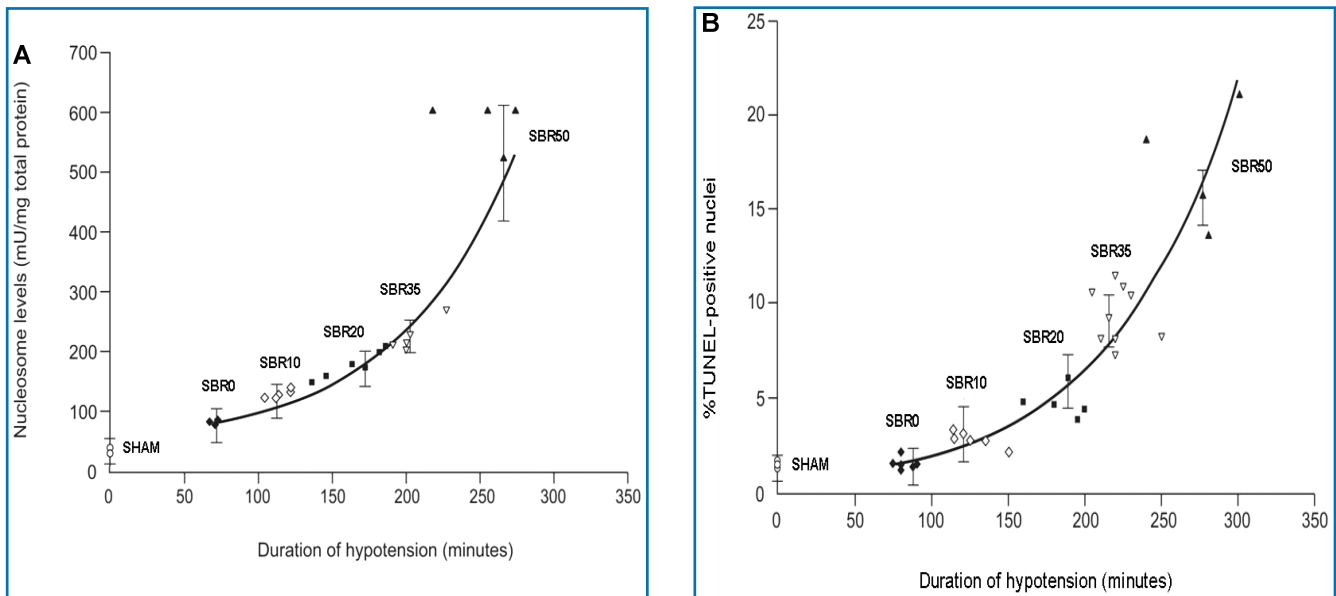 A
Nucleosome levels (mU/mg total protein)
700
600
500
400
300
200
100
0
0 50 100 150 200 250 300 350
SHAM
SBR0
SBR10
SBR20
SBR35
SBR50
Duration of hypotension (minutes)
B
%TUNEL-positive nuclei
25
20
15
10
5
0
0 50 100 150 200 250 300 350
SHAM
SBR0
SBR10
SBR20
SBR35
SBR50
Duration of hypotension (minutes)